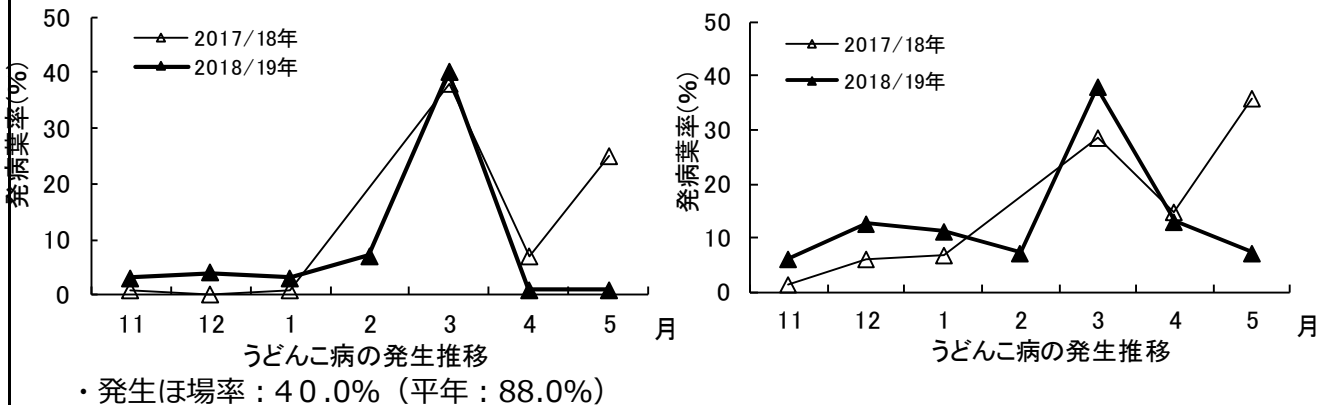 発病葉率(%)
50
40
30
20
10
0
2017/18年
2018/19年
11 12 1 2 3 4 5 月
うどんこ病の発生推移
発病葉率(%)
50
40
30
20
10
0
2017/18年
2018/19年
11 12 1 2 3 4 5 月
うどんこ病の発生推移
・発生ほ場率：４０.0%（平年：88.0%）